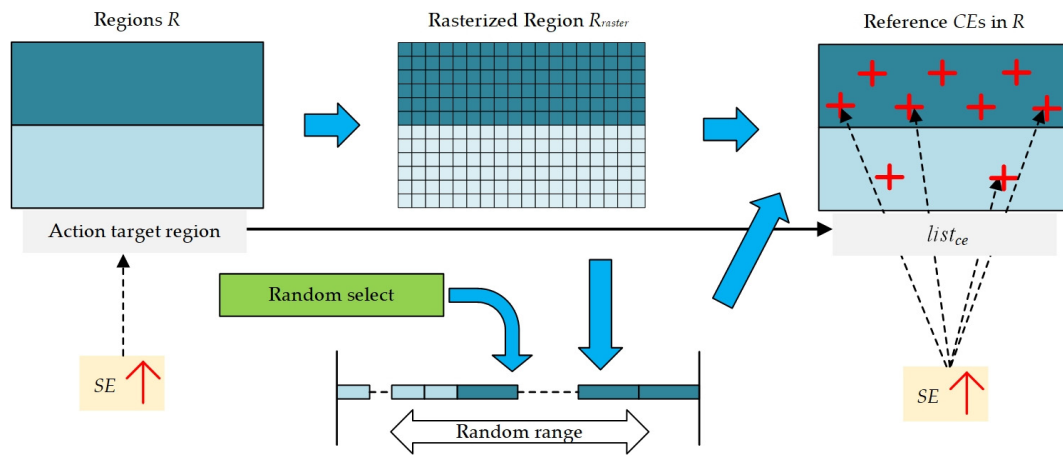 Regions R
Rasterized Region Rraster
Reference CEs in R
Action target region
listce
Random select
SE
SE
Random range